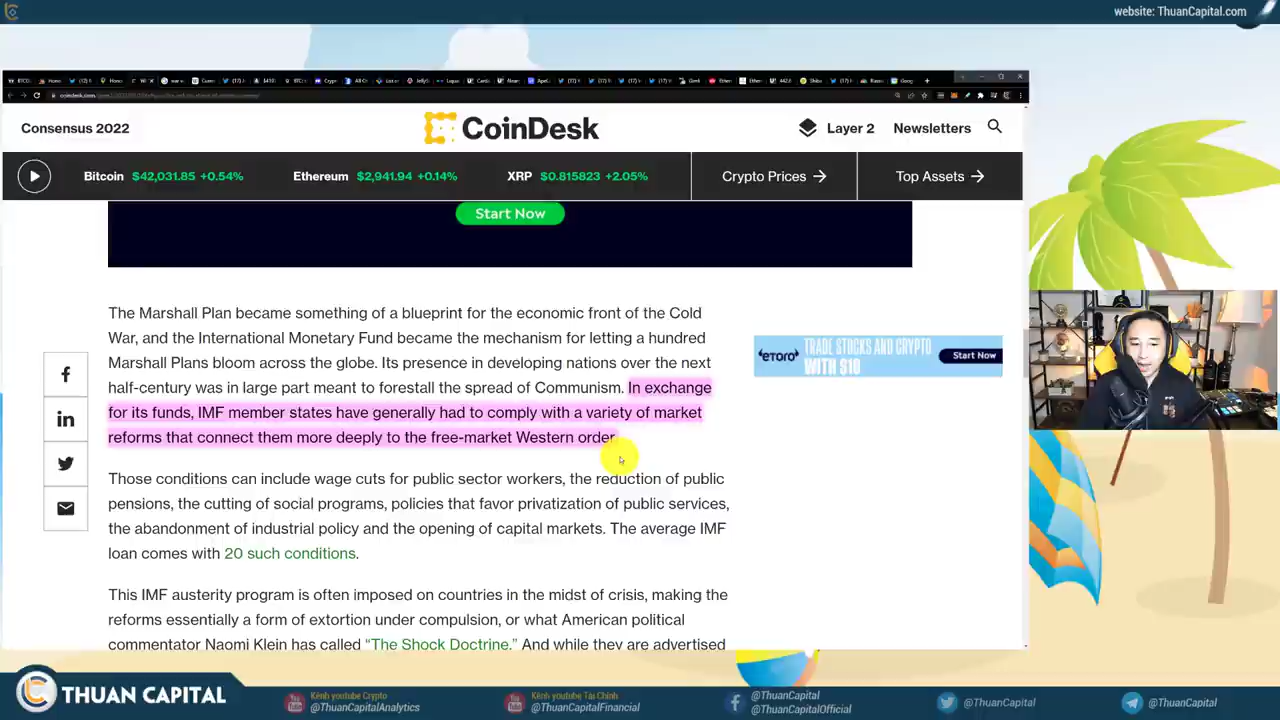 website: ThuanCapital.com
Consensus 2022
CoinDesk
Layer 2
Newsletters
Bitcoin $42,031.85 +0.54%
Ethereum $2,941.94 +0.14%
XRP $0.815823 +2.05%
Crypto Prices →
Top Assets →
Start Now
The Marshall Plan became something of a blueprint for the economic front of the Cold
War, and the International Monetary Fund became the mechanism for letting a hundred
Marshall Plans bloom across the globe. Its presence in developing nations over the next
half-century was in large part meant to forestall the spread of Communism. In exchange
for its funds, IMF member states have generally had to comply with a variety of market
reforms that connect them more deeply to the free-market Western order.
eTORO TRADE STOCKS AND CRYPTO
WITH $10
Start Now
Those conditions can include wage cuts for public sector workers, the reduction of public
pensions, the cutting of social programs, policies that favor privatization of public services,
the abandonment of industrial policy and the opening of capital markets. The average IMF
loan comes with 20 such conditions.
This IMF austerity program is often imposed on countries in the midst of crisis, making the
reforms essentially a form of extortion under compulsion, or what American political
commentator Naomi Klein has called “The Shock Doctrine.” And while they are advertised
THUAN CAPITAL
Kênh youtube Crypto
@ThuanCapitalAnalytics
Kênh youtube Tài Chính
@ThuanCapitalFinancial
@ThuanCapital
@ThuanCapitalOfficial
@ThuanCapital
@ThuanCapital